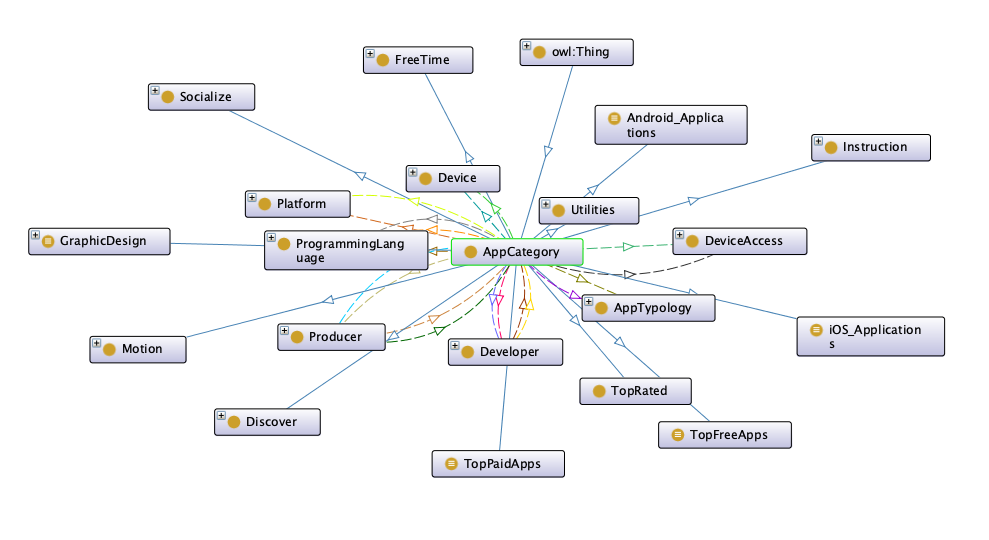 owl:Thing
FreeTime
Socialize
Android_Applica
tions
Instruction
Device
Platform
Utilities
GraphicDesign
ProgrammingLang
uage
AppCategory
DeviceAccess
AppTypology
iOS_Application
s
Producer
Motion
Developer
TopRated
Discover
TopFreeApps
TopPaidApps